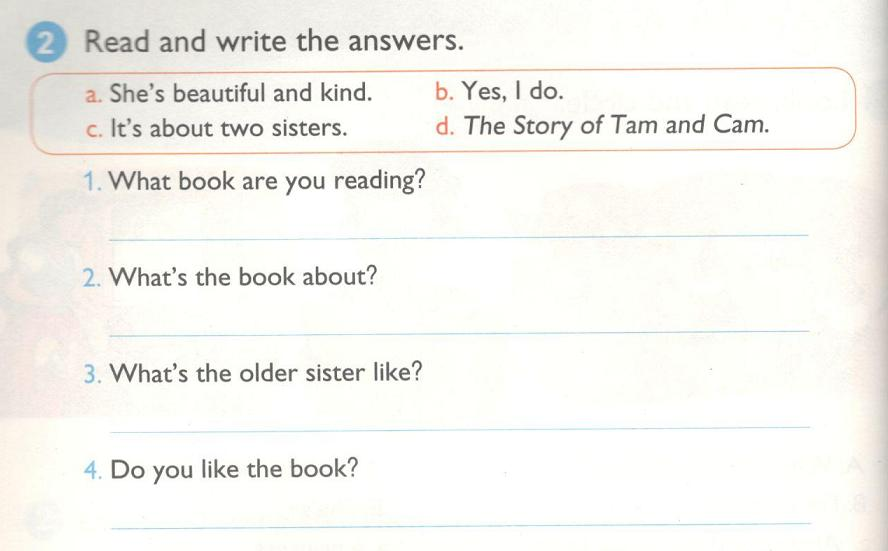 2 Read and write the answers.
a. She's beautiful and kind. b. Yes, I do.
c. It's about two sisters. d. The Story of Tam and Cam.
1. What book are you reading?
2. What's the book about?
3. What's the older sister like?
4. Do you like the book?